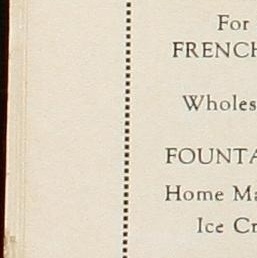 For
FRENCH
Wholes
FOUNTA
Home Ma
Ice Cr